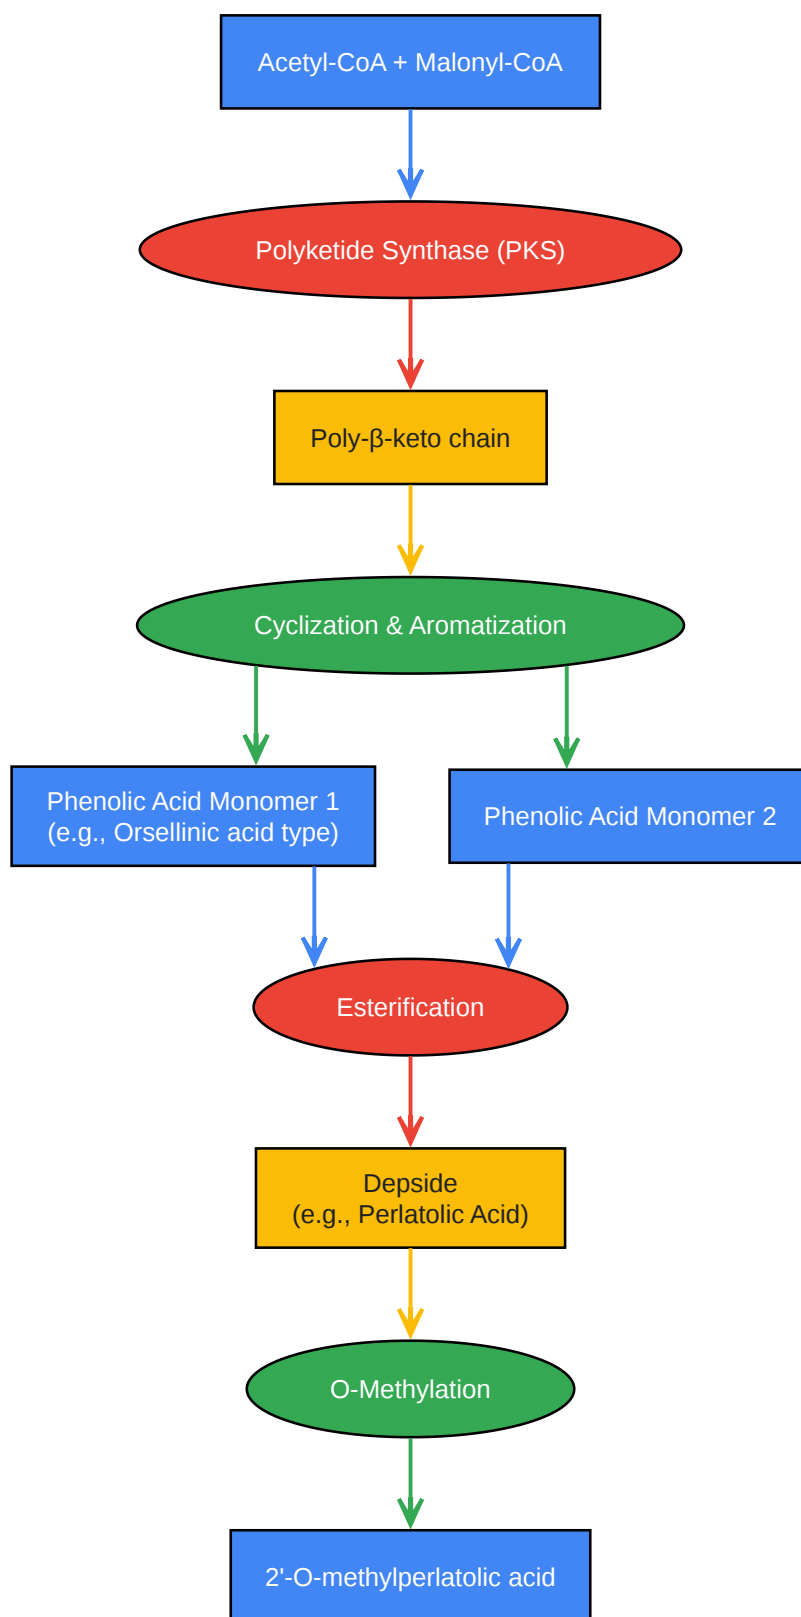 Acetyl-CoA + Malonyl-CoA
Polyketide Synthase (PKS)
Poly-β-keto chain
Cyclization & Aromatization
Phenolic Acid Monomer 1
(e.g., Orsellinic acid type)
Phenolic Acid Monomer 2
Esterification
Depside
(e.g., Perlatolic Acid)
O-Methylation
2'-O-methylperlatolic acid